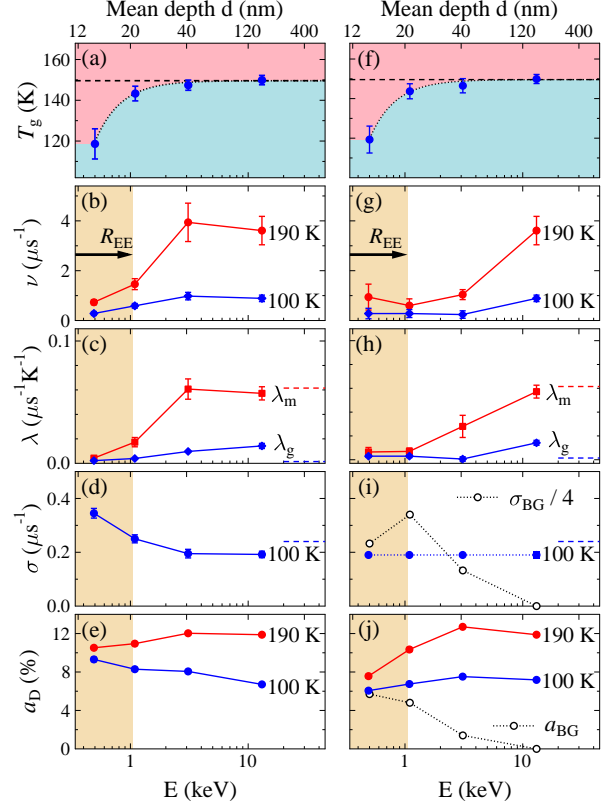 Mean depth d (nm)
Mean depth d (nm)
12 20 40 120 400
12 20 40 120 400
(a)
(f)
T_g (K)
160
140
120
(b)
(g)
ν (μs⁻¹)
4
2
0
R_EE
190 K
100 K
R_EE
190 K
100 K
(c)
(h)
λ (μs⁻¹K⁻¹)
0.1
0.0
λ_m
λ_g
λ_m
λ_g
(d)
(i)
σ (μs⁻¹)
0.4
0.2
0.0
100 K
σ_BG / 4
100 K
(e)
(j)
a_D (%)
12
8
4
0
190 K
100 K
190 K
100 K
a_BG
1 10
1 10
E (keV)
E (keV)